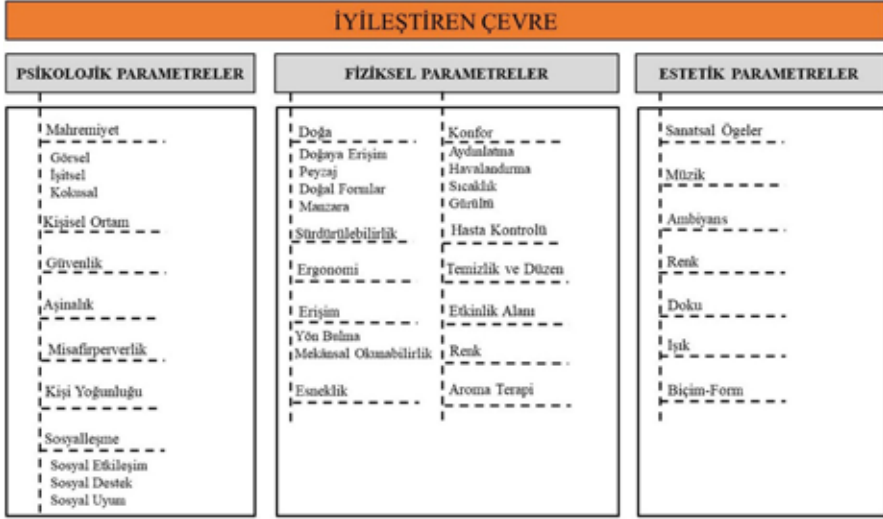 İYİLEŞTİREN ÇEVRE
PSİKOLOJİK PARAMETRELER
Mahremiyet
Görsel
İşitsel
Kokusal
Kişisel Ortam
Güvenlik
Aşinalık
Misafirperverlik
Kişi Yoğunluğu
Sosyalleşme
Sosyal Etkileşim
Sosyal Destek
Sosyal Uyum
FİZİKSEL PARAMETRELER
Doğa
Doğaya Erişim
Peyzaj
Doğal Formlar
Manzara
Sürdürülebilirlik
Ergonomi
Erişim
Yön Bulma
Mekânsal Okunabilirlik
Esneklik
Konfor
Aydınlatma
Havalandırma
Sıcaklık
Gürültü
Hasta Kontrolü
Temizlik ve Düzen
Etkinlik Alanı
Renk
Aroma Terapi
ESTETİK PARAMETRELER
Sanatsal Ögeler
Müzik
Ambiyans
Renk
Doku
Işık
Biçim-Form